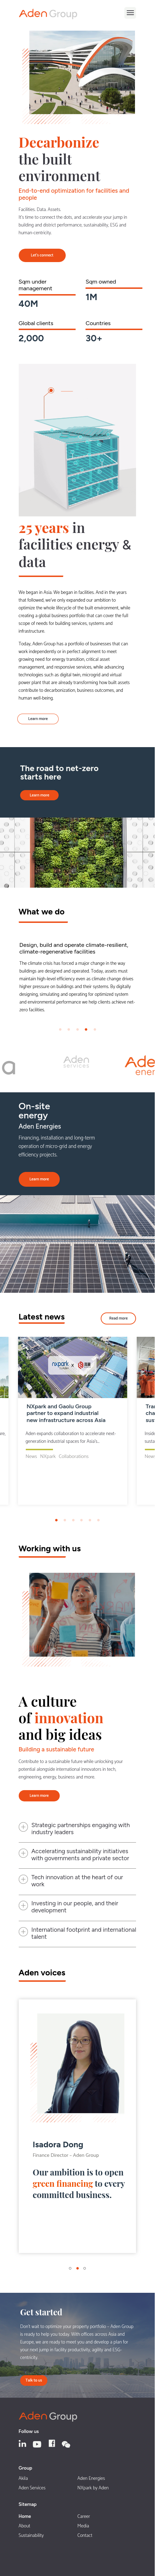 Aden Group
Decarbonize
the built
environment
End-to-end optimization for facilities and
people
Facilities. Data. Assets.
It's time to connect the dots, and accelerate your jump in
building and district performance, sustainability, ESG and
human-centricity.
Let's connect
Sqm under
management
40M
Sqm owned
1M
Global clients
2,000
Countries
30+
25 years in
facilities energy &
data
We began in Asia. We began in facilities. And in the years
that followed, we've only expanded our ambition: to
optimize the whole lifecycle of the built environment, while
creating a global business portfolio that can cover the full
scope of needs for building services, systems and
infrastructure.
Today, Aden Group has a portfolio of businesses that can
work independently or in perfect alignment to meet
growing need for energy transition, critical asset
management, and responsive services, while advancing
technologies such as digital twin, microgrid and virtual
power plant that are already transforming how built assets
contribute to decarbonization, business outcomes, and
human well-being.
Learn more
The road to net-zero
starts here
Learn more
What we do
Design, build and operate climate-resilient,
climate-regenerative facilities
The climate crisis has forced a major change in the way
buildings are designed and operated. Today, assets must
maintain high energy-efficiency even as climate change drives
higher pressures on buildings and their systems. By digitally
designing, simulating and operating for optimized system
and environmental performance we help clients achieve net-
zero facilities.
a
Aden
services
Ade
ener
On-site
energy
Aden Energies
Financing, installation and long-term
operation of micro-grid and energy
efficiency projects.
Learn more
Latest news
Read more
NXpark and Gaolu Group
partner to expand industrial
new infrastructure across Asia
Aden expands collaboration to accelerate next-
generation industrial spaces for Asia's...
News NXpark Collaborations
Tra
cha
sus
Insid
susta
New
Working with us
A culture
of innovation
and big ideas
Building a sustainable future
Contribute to a sustainable future while unlocking your
potential alongside international innovators in tech,
engineering, energy, business and more.
Learn more
Strategic partnerships engaging with
industry leaders
Accelerating sustainability initiatives
with governments and private sector
Tech innovation at the heart of our
work
Investing in our people, and their
development
International footprint and international
talent
Aden voices
Isadora Dong
Finance Director - Aden Group
Our ambition is to open
green financing to every
committed business.
Get started
Don't wait to optimize your property portfolio - Aden Group
is ready to help you today. With offices across Asia and
Europe, we are ready to meet you and develop a plan for
your next jump in facility productivity, agility and ESG-
centricity.
Talk to us
Aden Group
Follow us
Group
Akila
Aden Energies
Aden Services
NXpark by Aden
Sitemap
Home
Career
About
Media
Sustainability
Contact